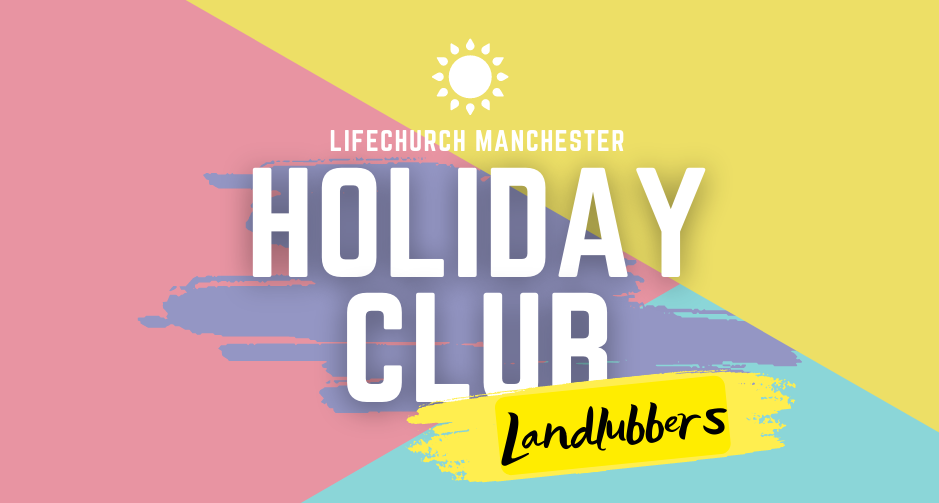 LIFECHURCH MANCHESTER
HOLIDAY
CLUB
Landlubbers